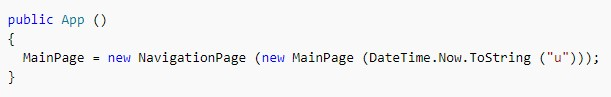 public App ()
{
  MainPage = new NavigationPage (new MainPage (DateTime.Now.ToString ("u")));
}